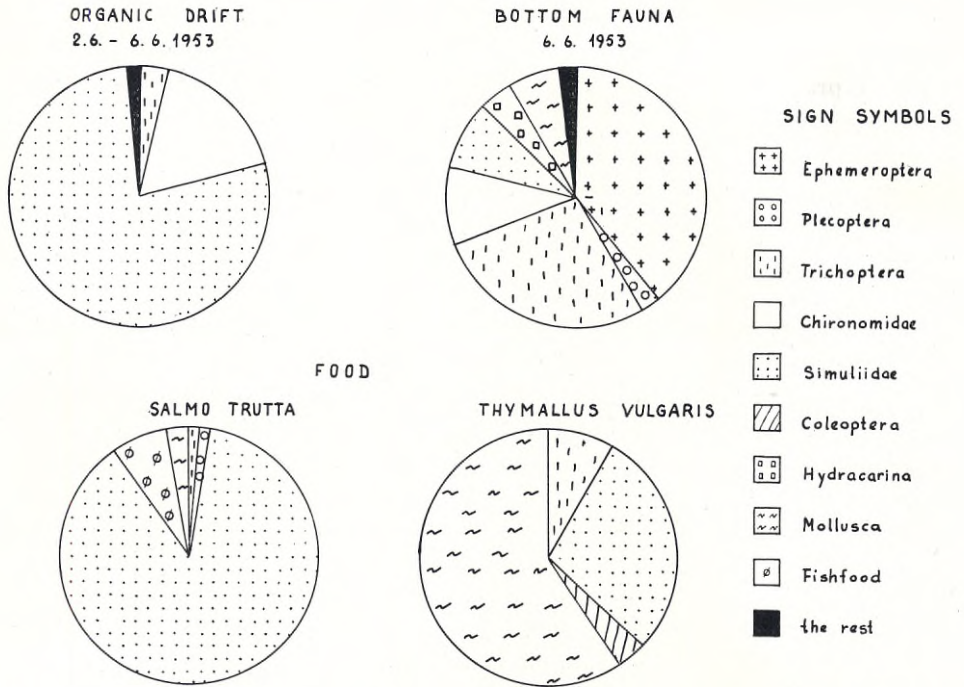 ORGANIC DRIFT
2.6. - 6.6.1953
BOTTOM FAUNA
6.6.1953
SIGN SYMBOLS
Ephemeroptera
Plecoptera
Trichoptera
Chironomidae
Simuliidae
Coleoptera
Hydracarina
Mollusca
Fishfood
the rest
FOOD
SALMO TRUTTA
THYMALLUS VULGARIS